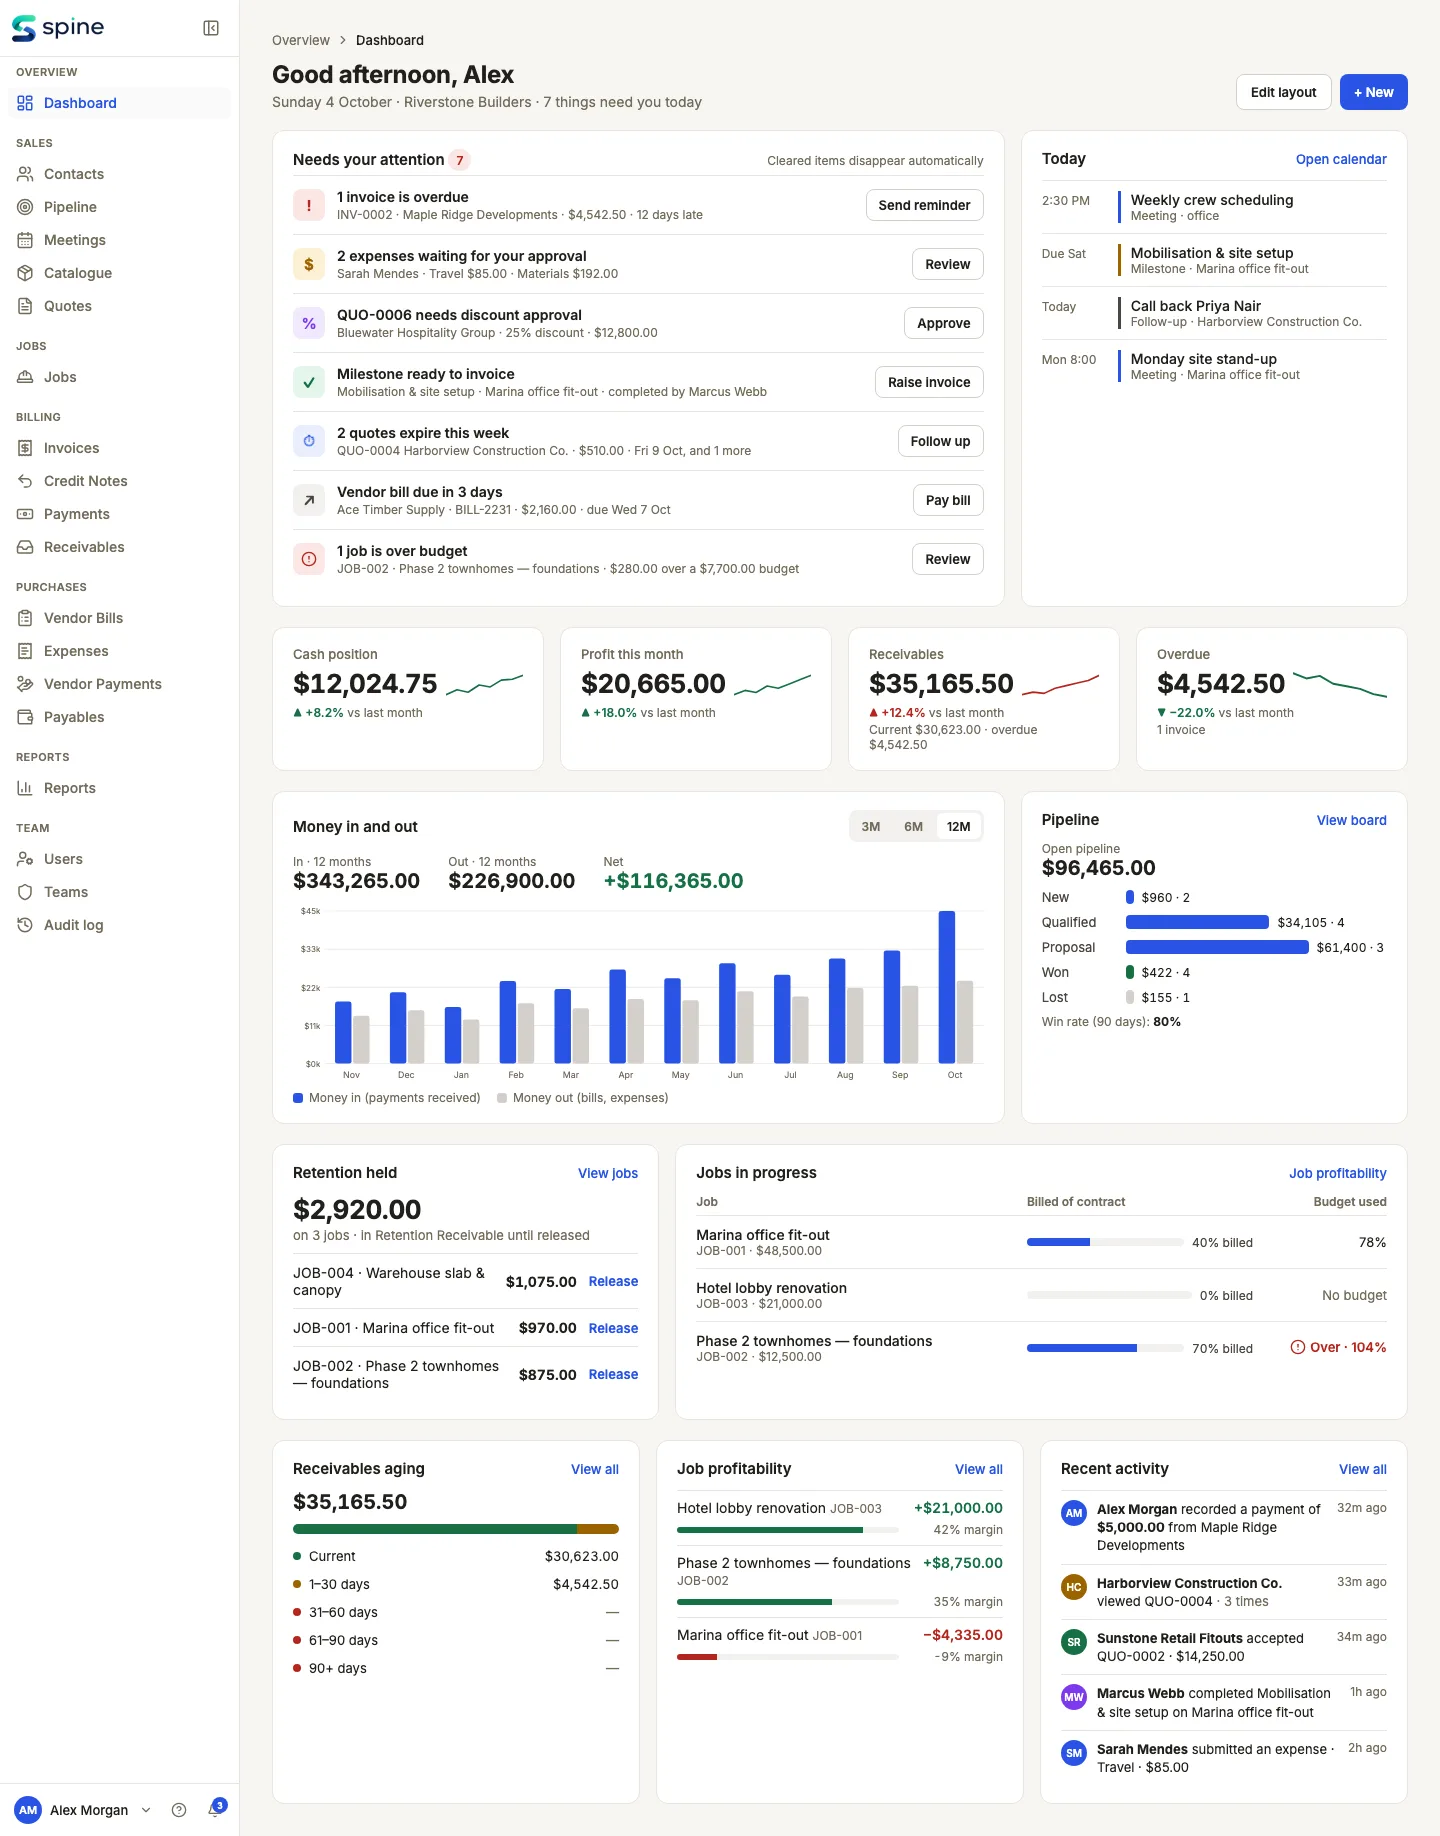 spine
OVERVIEW
Dashboard
SALES
Contacts
Pipeline
Meetings
Catalogue
Quotes
JOBS
Jobs
BILLING
Invoices
Credit Notes
Payments
Receivables
PURCHASES
Vendor Bills
Expenses
Vendor Payments
Payables
REPORTS
Reports
TEAM
Users
Teams
Audit log
AM Alex Morgan
3
Overview > Dashboard
Good afternoon, Alex
Sunday 4 October · Riverstone Builders · 7 things need you today
Edit layout
+ New
Needs your attention 7
Cleared items disappear automatically
! 1 invoice is overdue
INV-0002 · Maple Ridge Developments · $4,542.50 · 12 days late
Send reminder
$ 2 expenses waiting for your approval
Sarah Mendes · Travel $85.00 · Materials $192.00
Review
% QUO-0006 needs discount approval
Bluewater Hospitality Group · 25% discount · $12,800.00
Approve
Milestone ready to invoice
Mobilisation & site setup · Marina office fit-out · completed by Marcus Webb
Raise invoice
2 quotes expire this week
QUO-0004 Harborview Construction Co. · $510.00 · Fri 9 Oct, and 1 more
Follow up
Vendor bill due in 3 days
Ace Timber Supply · BILL-2231 · $2,160.00 · due Wed 7 Oct
Pay bill
1 job is over budget
JOB-002 · Phase 2 townhomes — foundations · $280.00 over a $7,700.00 budget
Review
Today
Open calendar
2:30 PM Weekly crew scheduling
Meeting · office
Due Sat Mobilisation & site setup
Milestone · Marina office fit-out
Today Call back Priya Nair
Follow-up · Harborview Construction Co.
Mon 8:00 Monday site stand-up
Meeting · Marina office fit-out
Cash position
$12,024.75
▲ +8.2% vs last month
Profit this month
$20,665.00
▲ +18.0% vs last month
Receivables
$35,165.50
▲ +12.4% vs last month
Current $30,623.00 · overdue
$4,542.50
Overdue
$4,542.50
▼ −22.0% vs last month
1 invoice
Money in and out
3M 6M 12M
In · 12 months
$343,265.00
Out · 12 months
$226,900.00
Net
+$116,365.00
$45k
$33k
$22k
$11k
$0k
Nov Dec Jan Feb Mar Apr May Jun Jul Aug Sep Oct
Money in (payments received) Money out (bills, expenses)
Pipeline
View board
Open pipeline
$96,465.00
New $960 · 2
Qualified $34,105 · 4
Proposal $61,400 · 3
Won $422 · 4
Lost $155 · 1
Win rate (90 days): 80%
Retention held
View jobs
$2,920.00
on 3 jobs · in Retention Receivable until released
JOB-004 · Warehouse slab &
canopy
$1,075.00 Release
JOB-001 · Marina office fit-out $970.00 Release
JOB-002 · Phase 2 townhomes
— foundations
$875.00 Release
Jobs in progress
Job profitability
Job Billed of contract Budget used
Marina office fit-out
JOB-001 · $48,500.00
40% billed 78%
Hotel lobby renovation
JOB-003 · $21,000.00
0% billed No budget
Phase 2 townhomes — foundations
JOB-002 · $12,500.00
70% billed Over · 104%
Receivables aging
View all
$35,165.50
Current $30,623.00
1–30 days $4,542.50
31–60 days —
61–90 days —
90+ days —
Job profitability
View all
Hotel lobby renovation JOB-003 +$21,000.00
42% margin
Phase 2 townhomes — foundations +$8,750.00
JOB-002
35% margin
Marina office fit-out JOB-001 −$4,335.00
-9% margin
Recent activity
View all
AM Alex Morgan recorded a payment of 32m ago
$5,000.00 from Maple Ridge
Developments
HC Harborview Construction Co. 33m ago
viewed QUO-0004 · 3 times
SR Sunstone Retail Fitouts accepted 34m ago
QUO-0002 · $14,250.00
MW Marcus Webb completed Mobilisation 1h ago
& site setup on Marina office fit-out
SM Sarah Mendes submitted an expense · 2h ago
Travel · $85.00